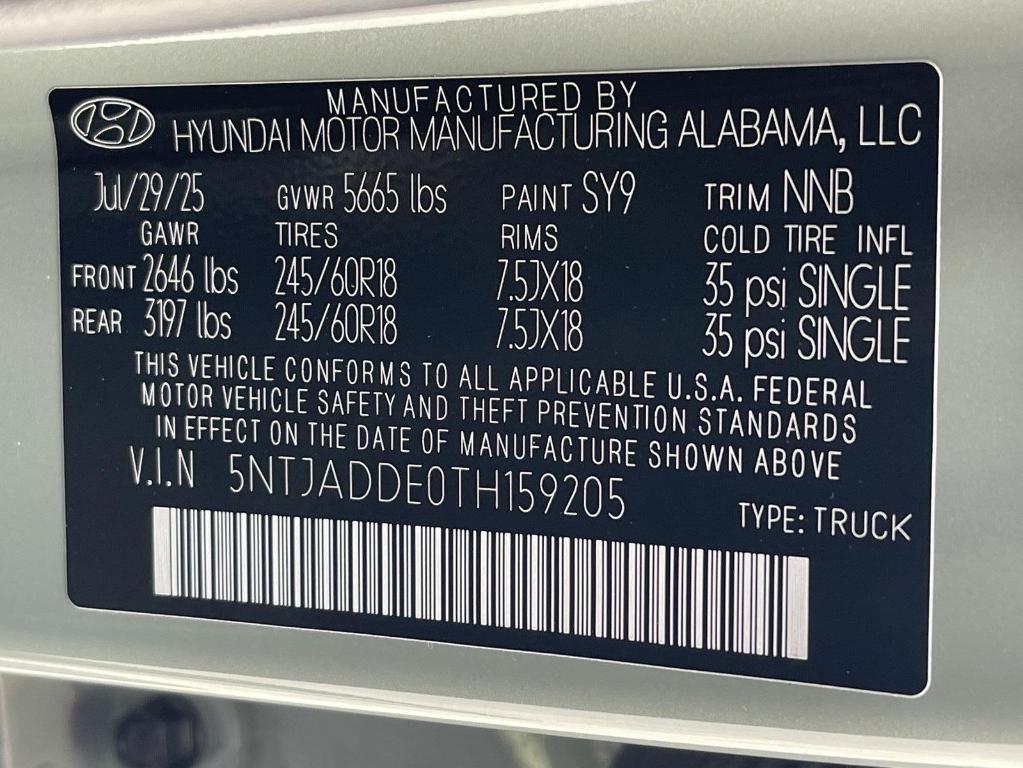 MANUFACTURED BY
HYUNDAI MOTOR MANUFACTURING ALABAMA, LLC
Jul/29/25 GVWR 5665 lbs PAINT SY9 TRIM NNB
GAWR TIRES RIMS COLD TIRE INFL
FRONT 2646 lbs 245/60R18 7.5JX18 35 psi SINGLE
REAR 3197 lbs 245/60R18 7.5JX18 35 psi SINGLE
THIS VEHICLE CONFORMS TO ALL APPLICABLE U.S.A. FEDERAL
MOTOR VEHICLE SAFETY AND THEFT PREVENTION STANDARDS
IN EFFECT ON THE DATE OF MANUFACTURE SHOWN ABOVE
V.I.N 5NTJADDE0TH159205
TYPE: TRUCK